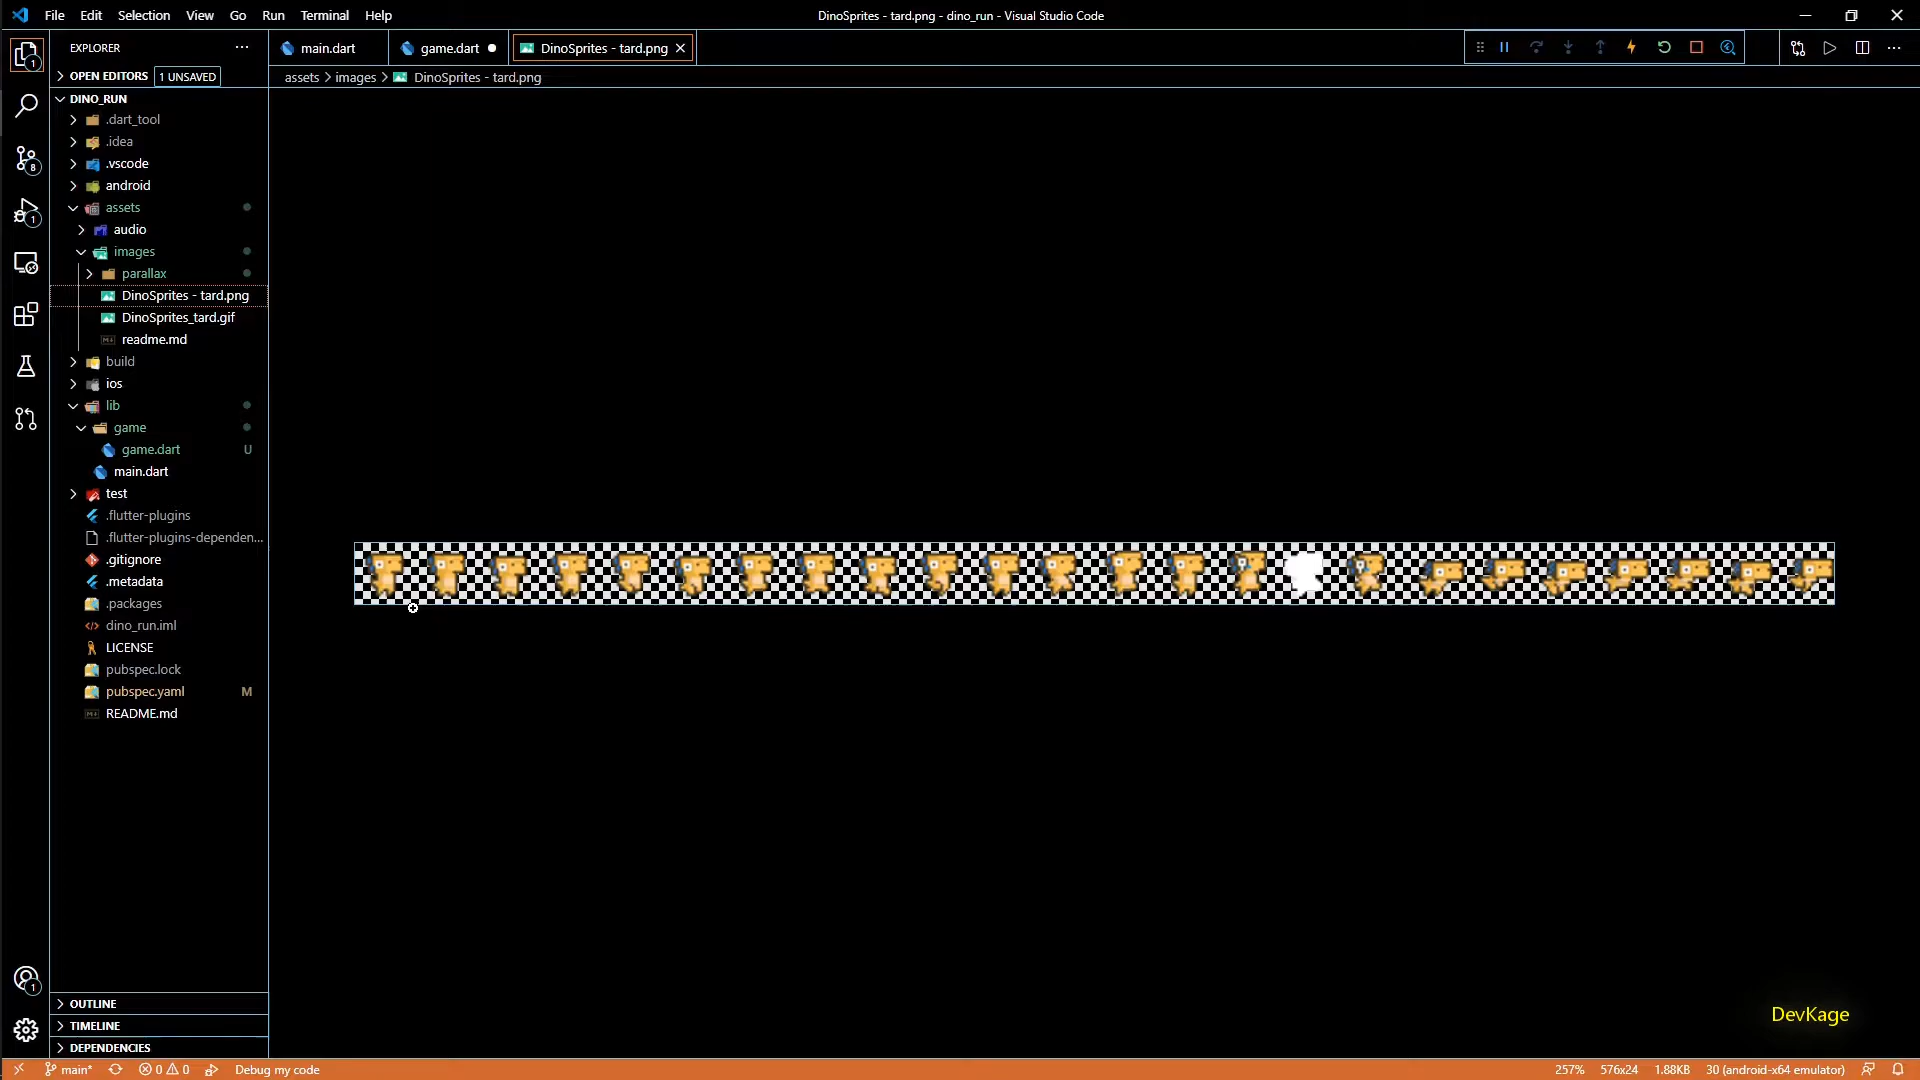 File Edit Selection View Go Run Terminal Help
DinoSprites - tard.png - dino_run - Visual Studio Code
EXPLORER
main.dart
game.dart
DinoSprites - tard.png
OPEN EDITORS 1 UNSAVED
assets > images > DinoSprites - tard.png
DINO_RUN
.dart_tool
.idea
.vscode
android
assets
audio
images
parallax
DinoSprites - tard.png
DinoSprites_tard.gif
readme.md
build
ios
lib
game
game.dart U
main.dart
test
.flutter-plugins
.flutter-plugins-dependen...
.gitignore
.metadata
.packages
dino_run.iml
LICENSE
pubspec.lock
pubspec.yaml M
README.md
1
8
1
1
OUTLINE
TIMELINE
DEPENDENCIES
DevKage
main* 0 0 Debug my code
257% 576x24 1.88KB 30 (android-x64 emulator)